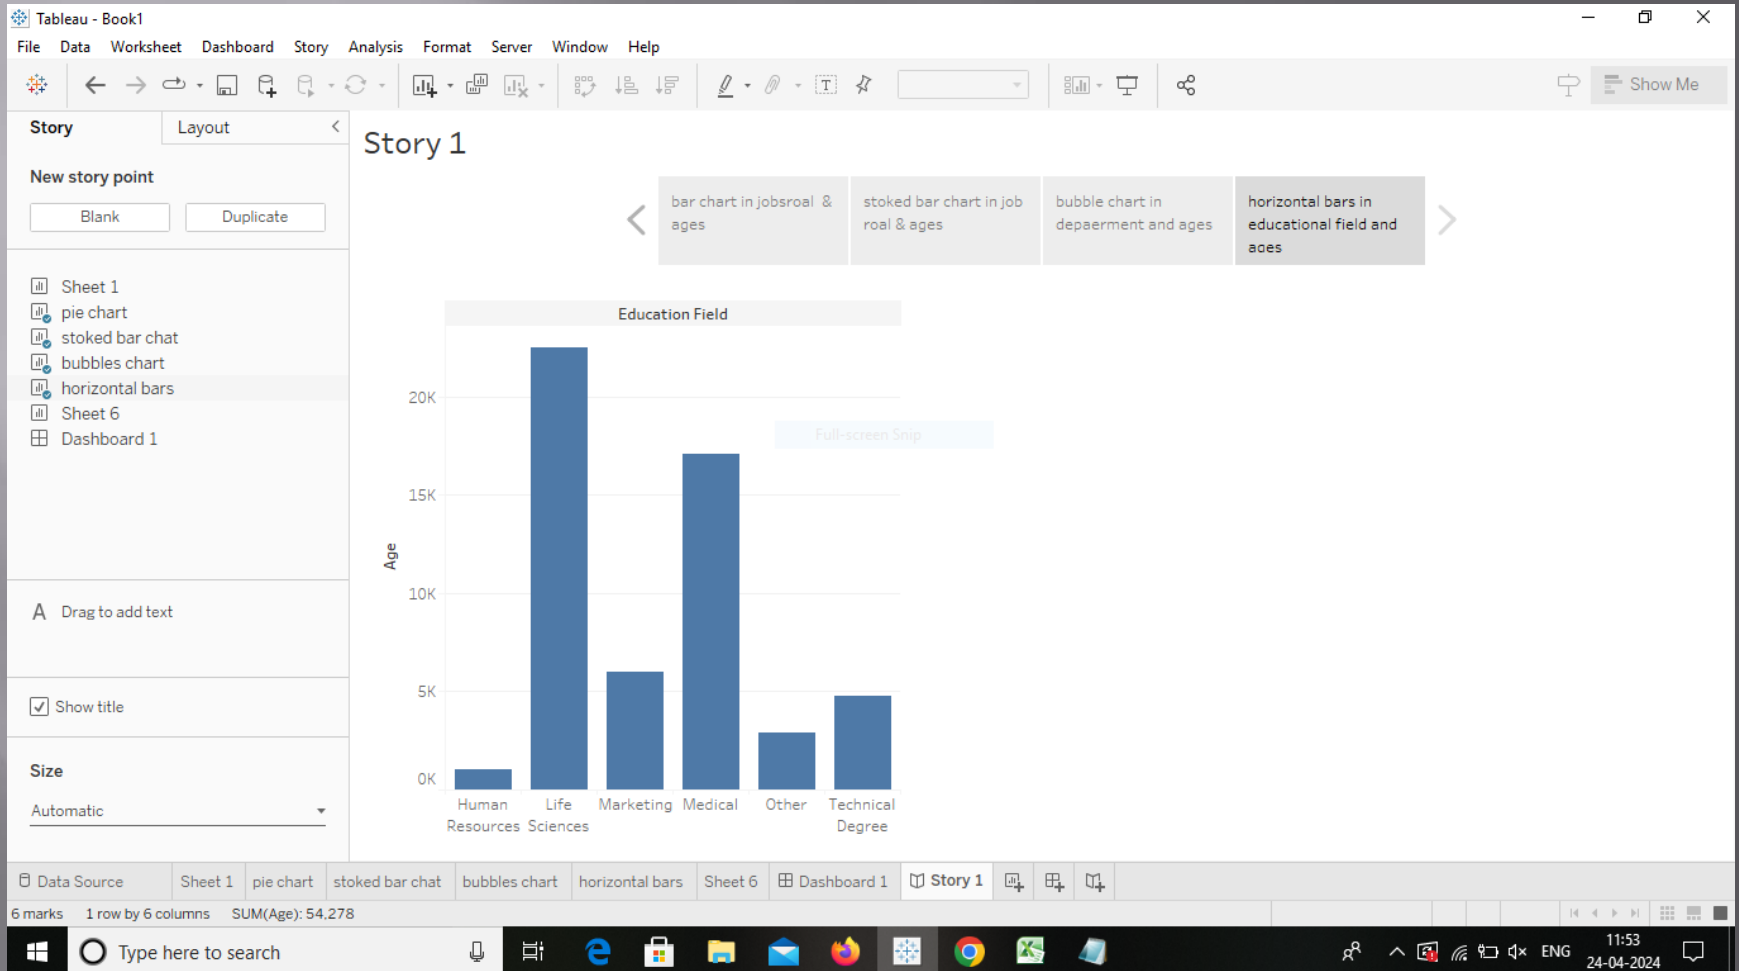 Tableau - Book1
File Data Worksheet Dashboard Story Analysis Format Server Window Help
Show Me
Story Layout
Story 1
New story point
Blank Duplicate
bar chart in jobsroal &
ages
stoked bar chart in job
roal & ages
bubble chart in
depaerment and ages
horizontal bars in
educational field and
ages
Sheet 1
pie chart
stoked bar chat
bubbles chart
horizontal bars
Sheet 6
Dashboard 1
Drag to add text
Show title
Size
Automatic
Education Field
Full-screen Snip
20K
15K
10K
5K
0K
Age
Human
Resources
Life
Sciences
Marketing
Medical
Other
Technical
Degree
Data Source Sheet 1 pie chart stoked bar chat bubbles chart horizontal bars Sheet 6 Dashboard 1 Story 1
6 marks 1 row by 6 columns SUM(Age): 54,278
Type here to search
ENG
11:53
24-04-2024